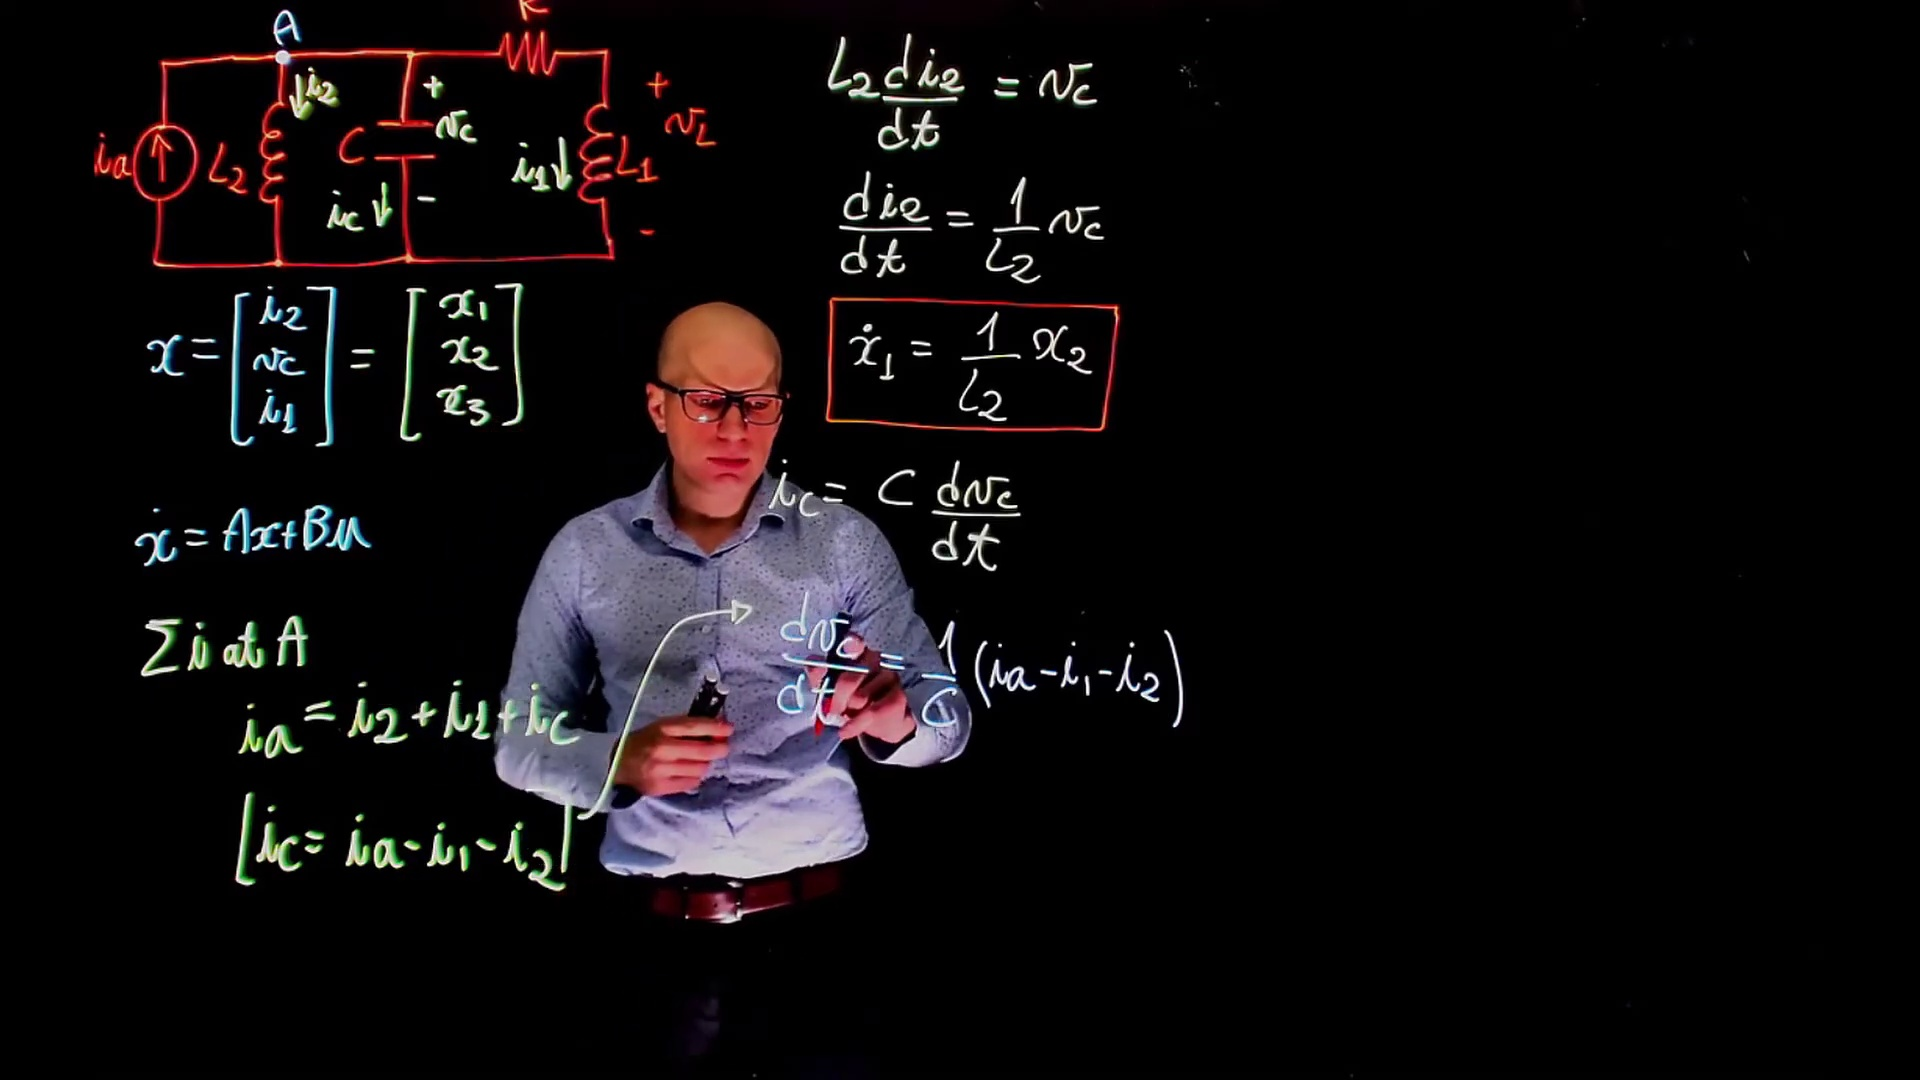 A
R
ia
L2
i2
C
+
vc
-
ic
i1
L1
+
vL
-
x = [i2 vc i1] = [x1 x2 x3]
ẋ = Ax+Bu
Σi at A
ia = i2 + i1 + ic
[ic = ia - i1 - i2]
L2 di2/dt = vc
di2/dt = 1/L2 vc
ẋ1 = 1/L2 x2
ic = C dvc/dt
dvc/dt = 1/C (ia - i1 - i2)